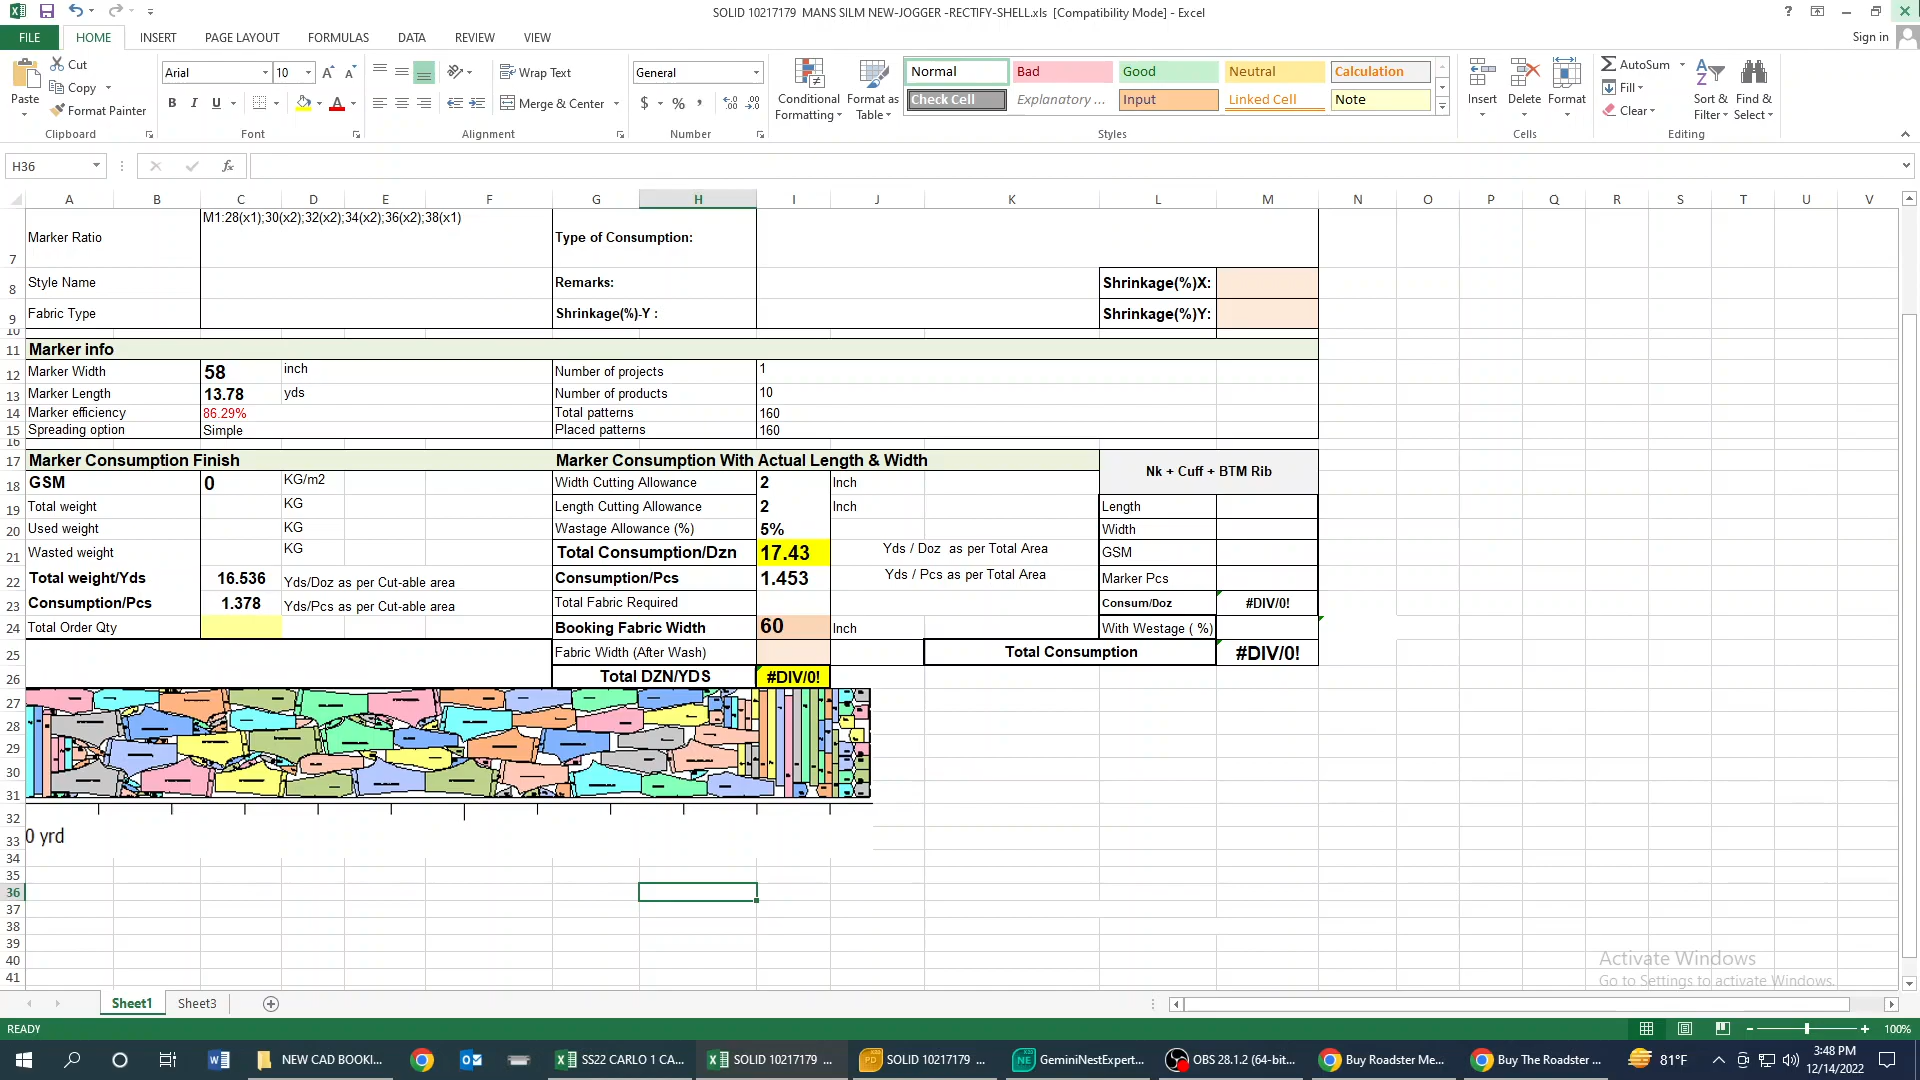 SOLID 10217179 MANS SILM NEW-JOGGER -RECTIFY-SHELL.xls [Compatibility Mode] - Excel
FILE HOME INSERT PAGE LAYOUT FORMULAS DATA REVIEW VIEW Sign in
Paste Cut Copy Format Painter
Clipboard
Arial 10
B I U
Font
Wrap Text
Merge & Center
Alignment
General
$ % ,
Number
Conditional Formatting
Format as Table
Normal Bad Good Neutral Calculation
Check Cell Explanatory ... Input Linked Cell Note
Styles
Insert Delete Format
Cells
AutoSum
Fill
Clear
Sort & Filter
Find & Select
Editing
H36 fx
A B C D E F G H I J K L M N O P Q R S T U V
7 Marker Ratio M1:28(x1);30(x2);32(x2);34(x2);36(x2);38(x1) Type of Consumption:
8 Style Name Remarks: Shrinkage(%)X:
9 Fabric Type Shrinkage(%)-Y : Shrinkage(%)Y:
10
11 Marker info
12 Marker Width 58 inch Number of projects 1
13 Marker Length 13.78 yds Number of products 10
14 Marker efficiency 86.29% Total patterns 160
15 Spreading option Simple Placed patterns 160
16
17 Marker Consumption Finish Marker Consumption With Actual Length & Width Nk + Cuff + BTM Rib
18 GSM 0 KG/m2 Width Cutting Allowance 2 Inch
19 Total weight KG Length Cutting Allowance 2 Inch Length
20 Used weight KG Wastage Allowance (%) 5% Width
21 Wasted weight KG Total Consumption/Dzn 17.43 Yds / Doz as per Total Area GSM
22 Total weight/Yds 16.536 Yds/Doz as per Cut-able area Consumption/Pcs 1.453 Yds / Pcs as per Total Area Marker Pcs
23 Consumption/Pcs 1.378 Yds/Pcs as per Cut-able area Total Fabric Required Consum/Doz #DIV/0!
24 Total Order Qty Booking Fabric Width 60 Inch With Westage ( %)
25 Fabric Width (After Wash) Total Consumption #DIV/0!
26 Total DZN/YDS #DIV/0!
27
28
29
30
31
32
33 0 yrd
34
35
36
37
38
39
40
41
Activate Windows
Go to Settings to activate Windows.
Sheet1 Sheet3
READY 100%
NEW CAD BOOKI... SS22 CARLO 1 CA... SOLID 10217179 ... SOLID 10217179 ... GeminiNestExpert... OBS 28.1.2 (64-bit... Buy Roadster Me... Buy The Roadster ... 81°F 3:48 PM
12/14/2022